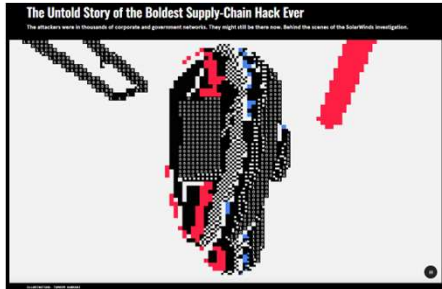 The Untold Story of the Boldest Supply-Chain Hack Ever
The attackers were in thousands of corporate and government networks. They might still be there now. Behind the scenes of the SolarWinds investigation.